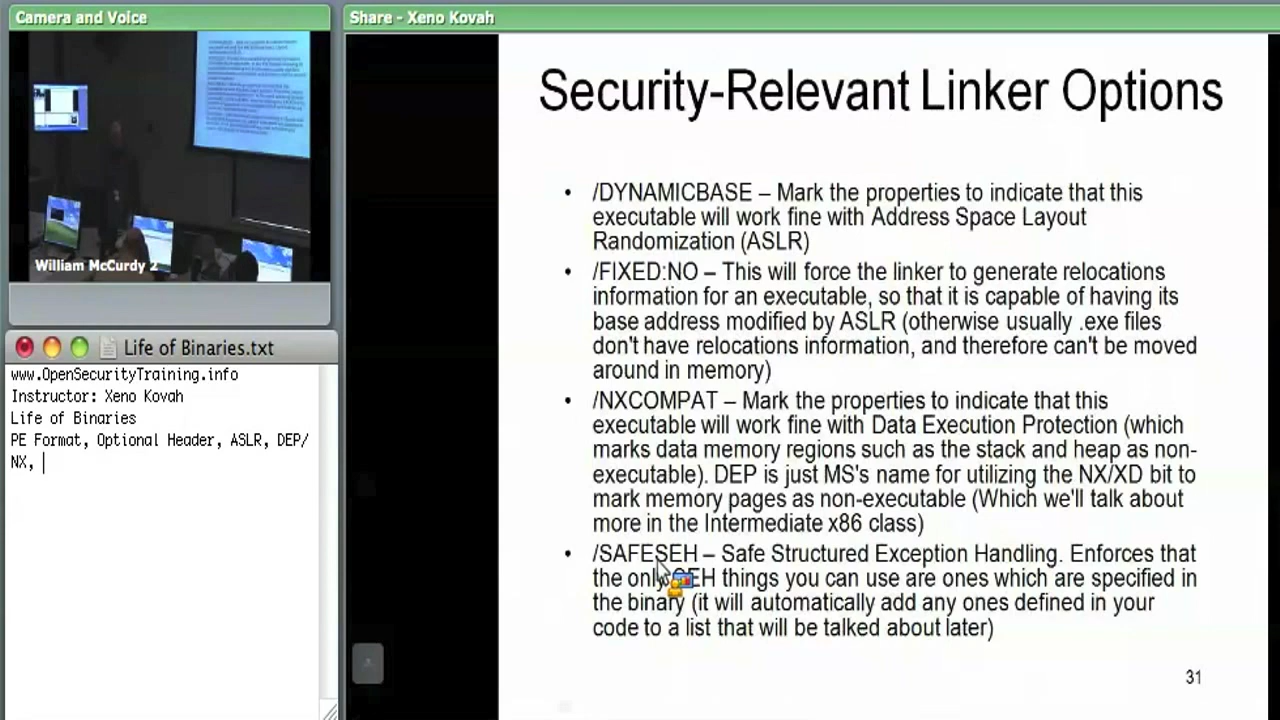 Camera and Voice
William McCurdy 2
Life of Binaries.txt
www.OpenSecurityTraining.info
Instructor: Xeno Kovah
Life of Binaries
PE Format, Optional Header, ASLR, DEP/
NX,
Share - Xeno Kovah
Security-Relevant Linker Options
• /DYNAMICBASE – Mark the properties to indicate that this
executable will work fine with Address Space Layout
Randomization (ASLR)
• /FIXED:NO – This will force the linker to generate relocations
information for an executable, so that it is capable of having its
base address modified by ASLR (otherwise usually .exe files
don't have relocations information, and therefore can't be moved
around in memory)
• /NXCOMPAT – Mark the properties to indicate that this
executable will work fine with Data Execution Protection (which
marks data memory regions such as the stack and heap as non-
executable). DEP is just MS's name for utilizing the NX/XD bit to
mark memory pages as non-executable (Which we'll talk about
more in the Intermediate x86 class)
• /SAFESEH – Safe Structured Exception Handling. Enforces that
the only SEH things you can use are ones which are specified in
the binary (it will automatically add any ones defined in your
code to a list that will be talked about later)
31